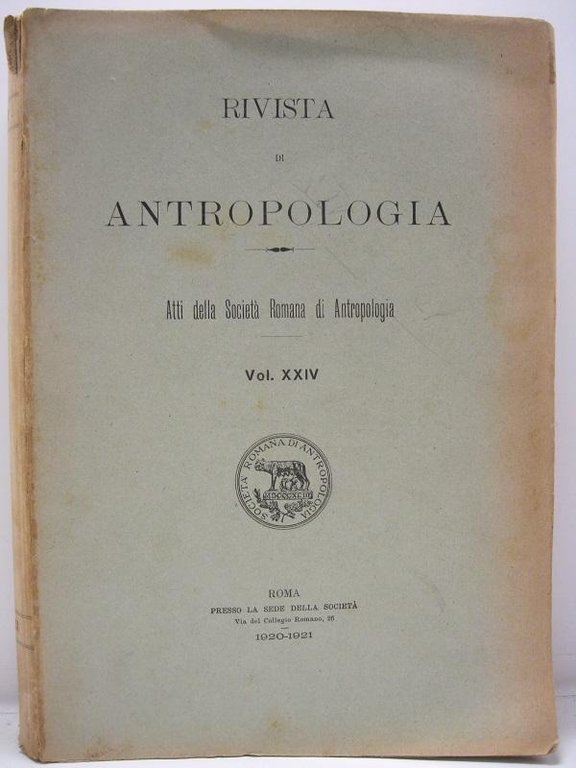 RIVISTA
DI
ANTROPOLOGIA
Atti della Società Romana di Antropologia
Vol. XXIV
SOCIETÀ ROMANA DI ANTROPOLOGIA
MDCCCXCIII
ROMA
PRESSO LA SEDE DELLA SOCIETÀ
Via del Collegio Romano, 26
1920-1921